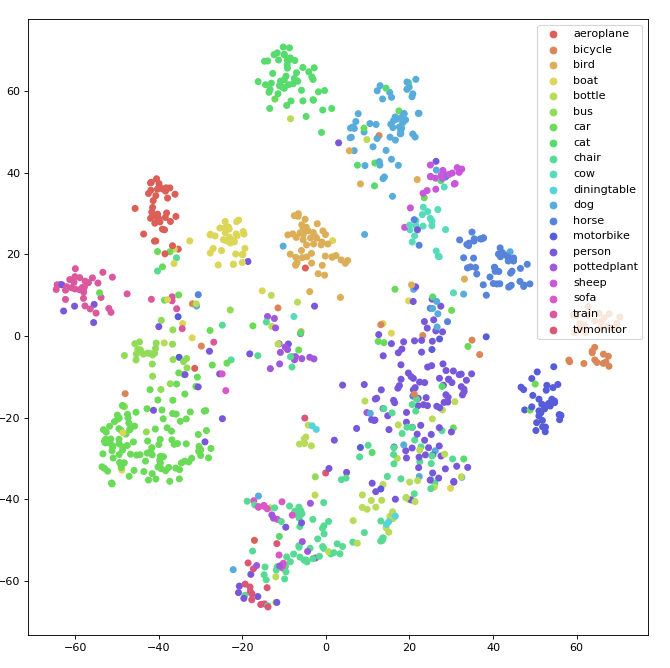 aeroplane
bicycle
bird
boat
bottle
bus
car
cat
chair
cow
diningtable
dog
horse
motorbike
person
pottedplant
sheep
sofa
train
tvmonitor
60
40
20
0
−20
−40
−60
−60 −40 −20 0 20 40 60